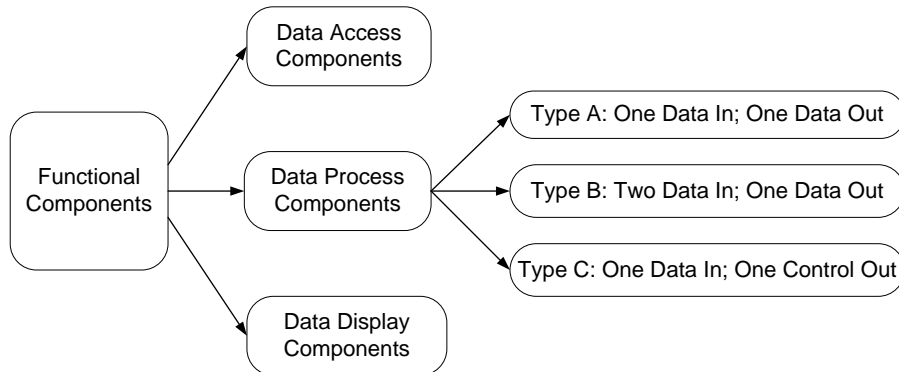 Functional
Components
Data Access
Components
Data Process
Components
Data Display
Components
Type A: One Data In; One Data Out
Type B: Two Data In; One Data Out
Type C: One Data In; One Control Out